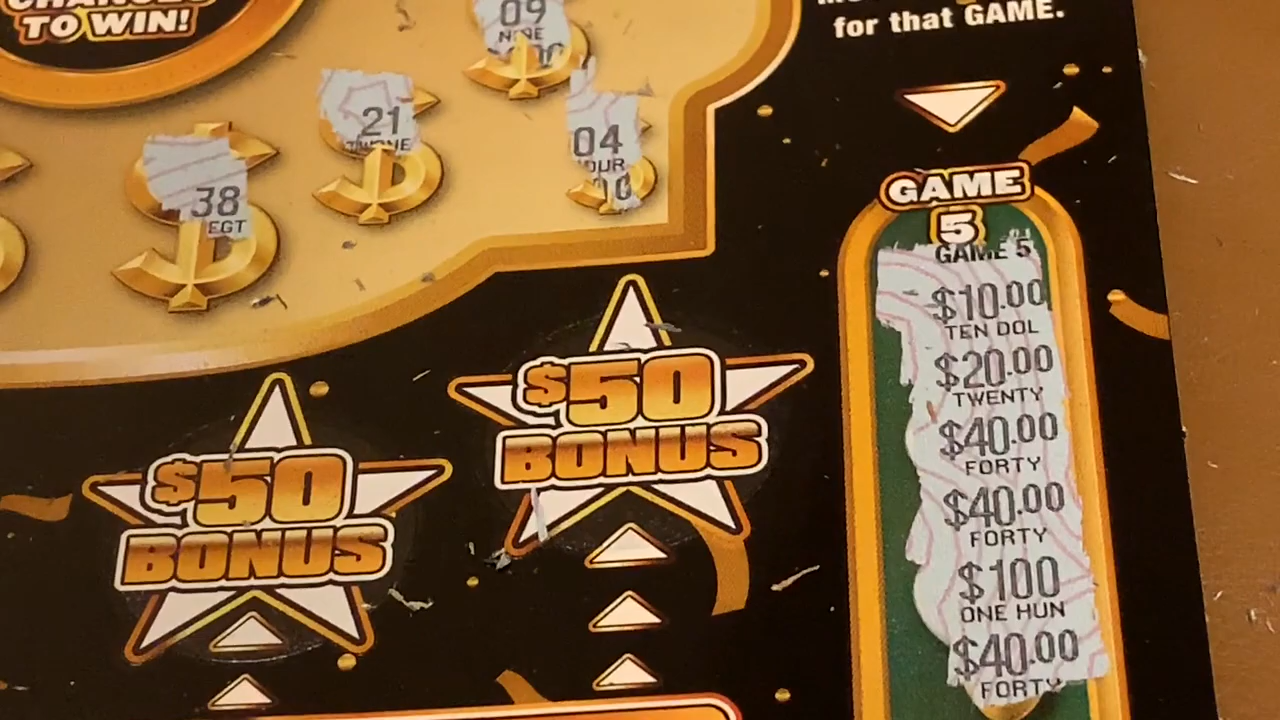 TO WIN!
for that GAME.
09
21
04
38
EGT
GAME
5
GAME 5
$10.00
TEN DOL
$20.00
TWENTY
$40.00
FORTY
$40.00
FORTY
$100
ONE HUN
$40.00
FORTY
$50
BONUS
$50
BONUS